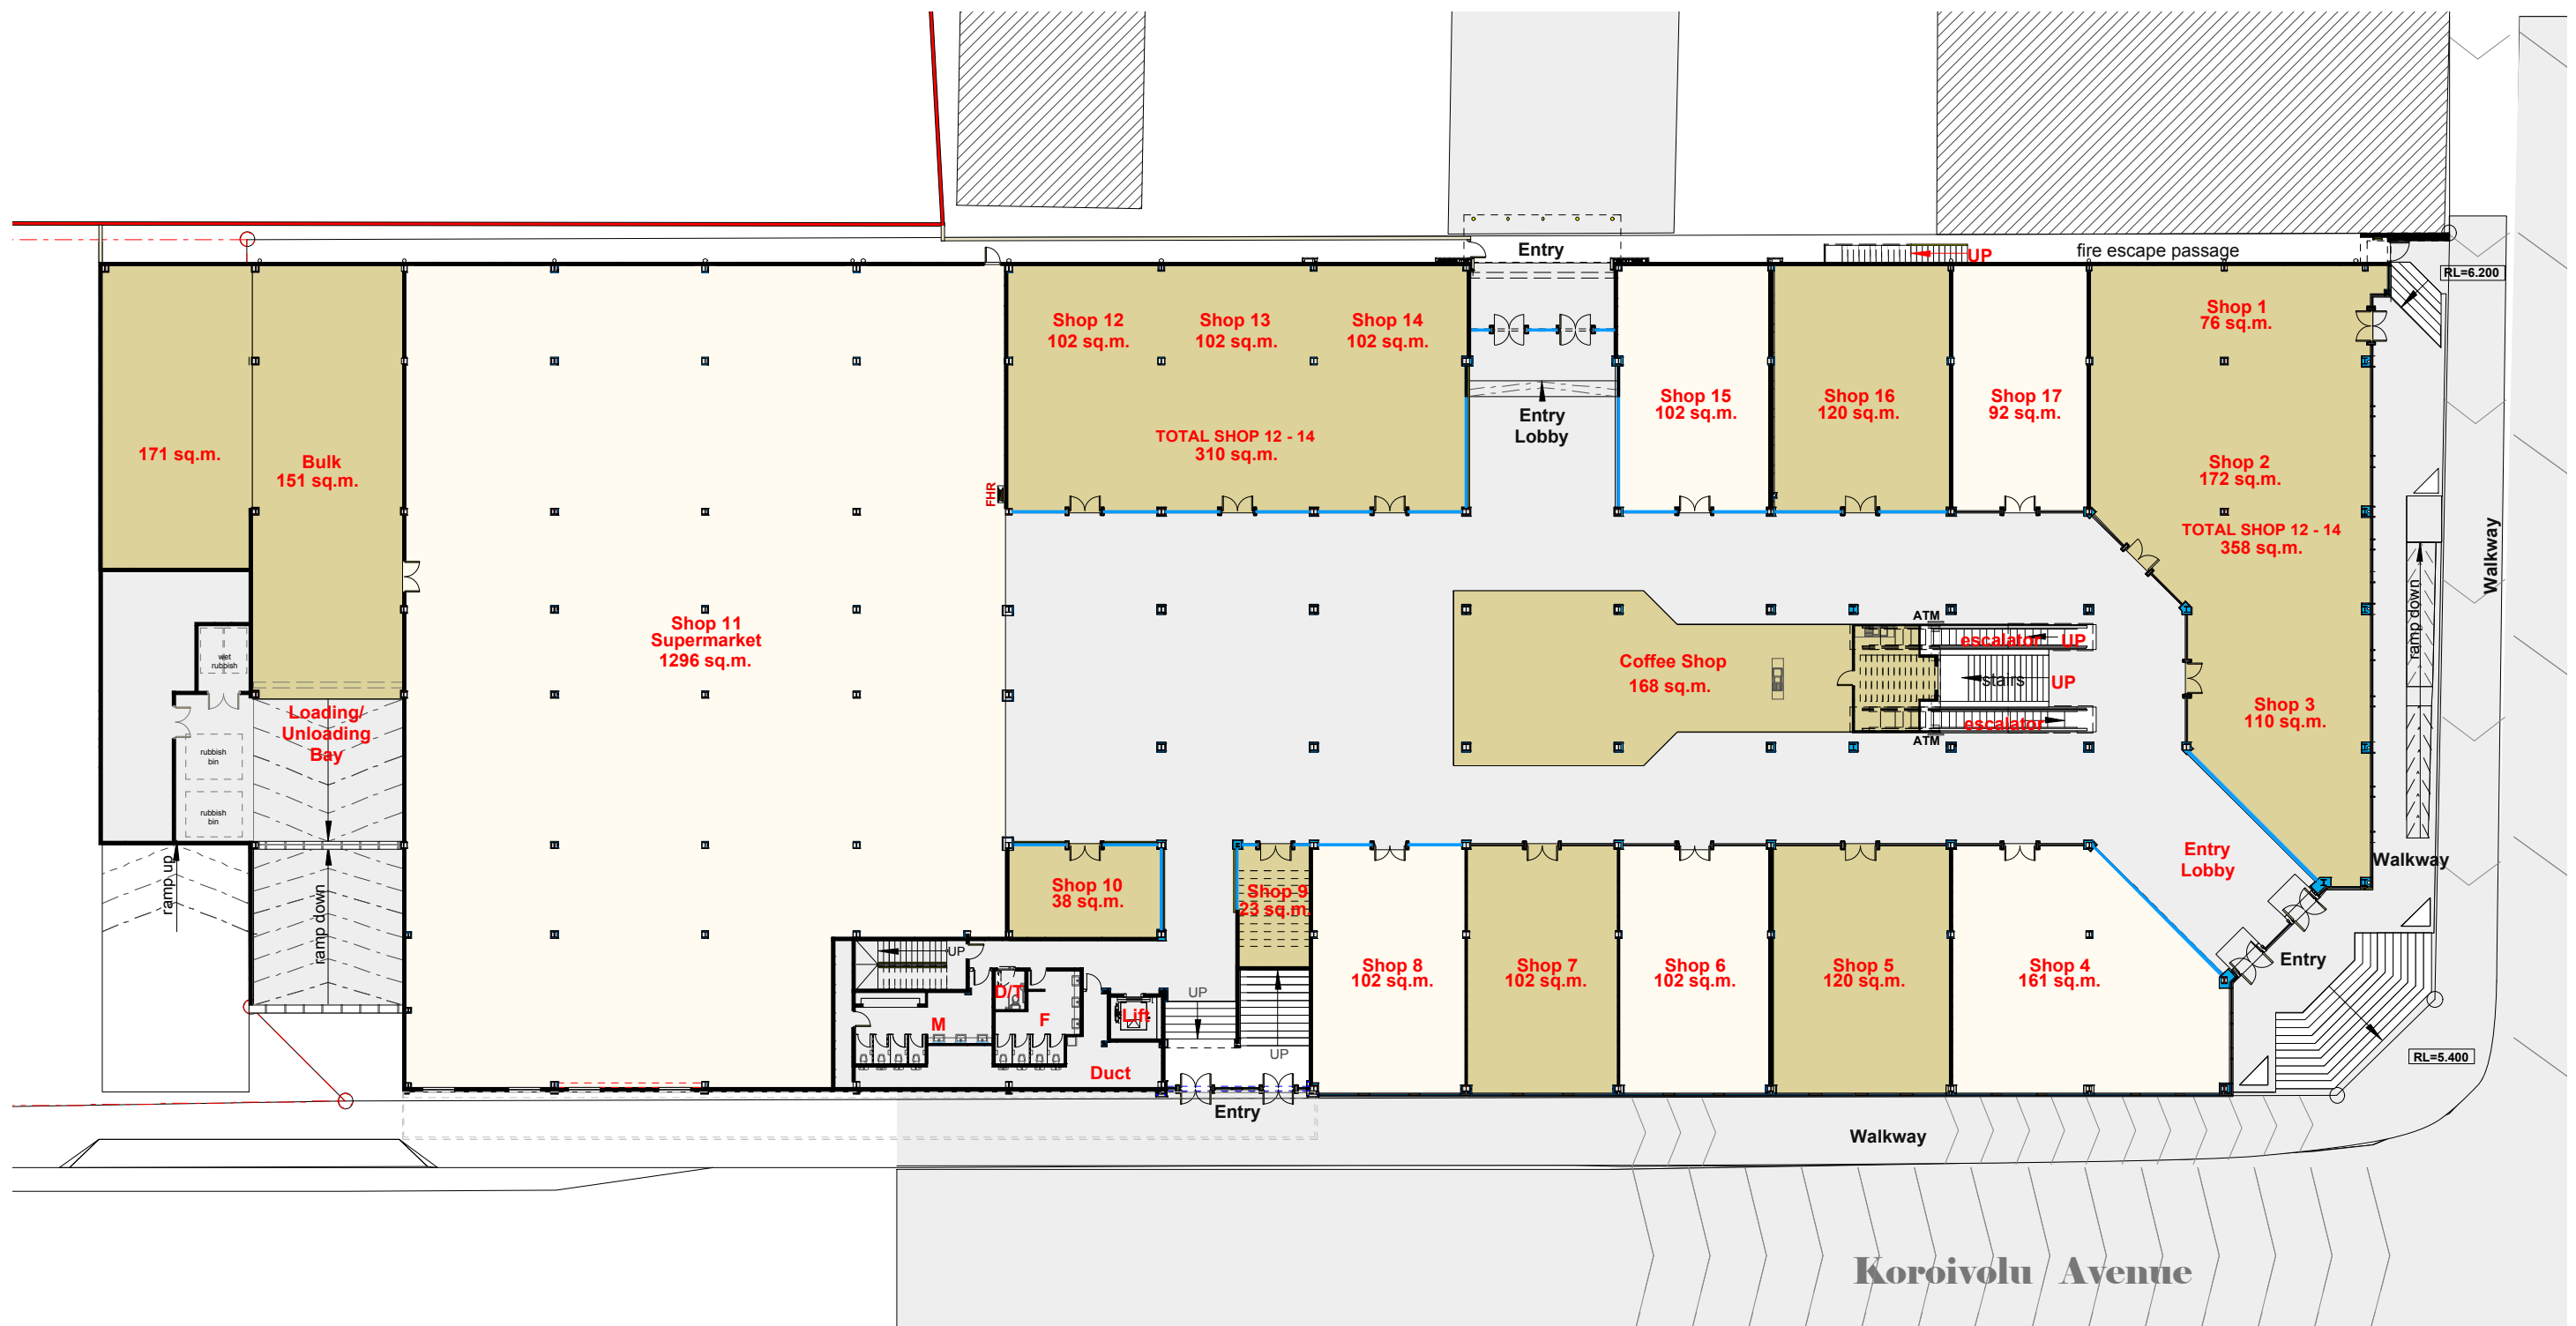 Entry
fire escape passage
UP
RL=6.200
Shop 12
102 sq.m.
Shop 13
102 sq.m.
Shop 14
102 sq.m.
TOTAL SHOP 12 - 14
310 sq.m.
Entry
Lobby
Shop 15
102 sq.m.
Shop 16
120 sq.m.
Shop 17
92 sq.m.
Shop 1
76 sq.m.
Shop 2
172 sq.m.
TOTAL SHOP 12 - 14
358 sq.m.
171 sq.m.
Bulk
151 sq.m.
FHR
Walkway
ramp down
Shop 11
Supermarket
1296 sq.m.
wet
rubbish
Loading/
Unloading
Bay
rubbish
bin
rubbish
bin
Coffee Shop
168 sq.m.
ATM
escalator
UP
stairs
UP
escalator
ATM
Shop 3
110 sq.m.
Walkway
Entry
Lobby
Entry
ramp up
ramp down
Shop 10
38 sq.m.
Shop 9
23 sq.m.
Shop 8
102 sq.m.
Shop 7
102 sq.m.
Shop 6
102 sq.m.
Shop 5
120 sq.m.
Shop 4
161 sq.m.
UP
D/T
M
F
Lift
UP
UP
Duct
Entry
RL=5.400
Walkway
Koroivolu Avenue